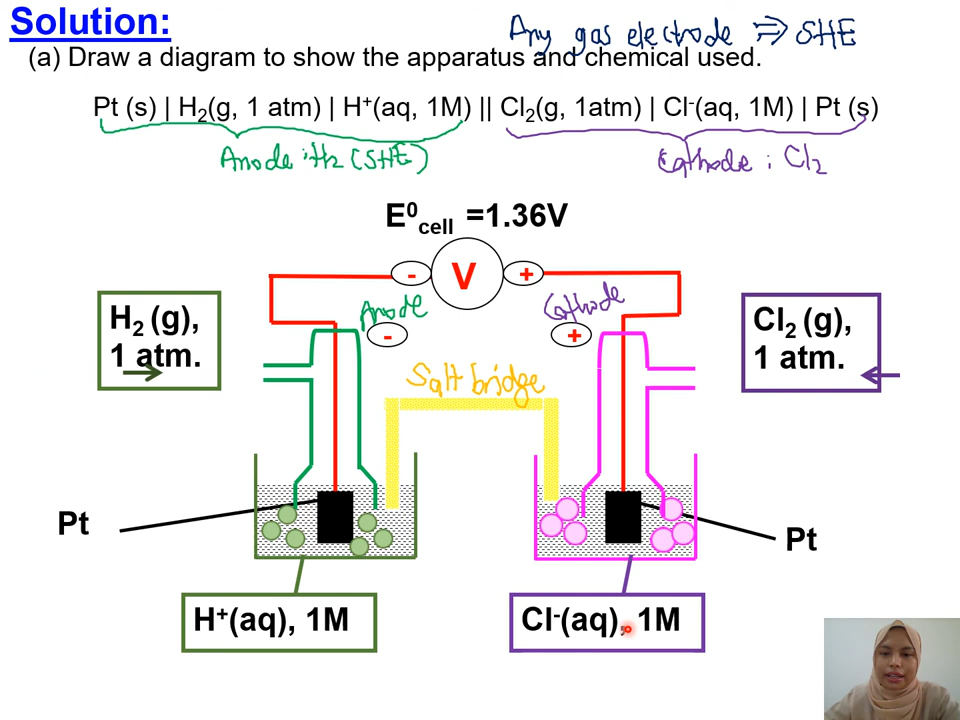 Solution:
Any gas electrode ⇒ SHE
(a) Draw a diagram to show the apparatus and chemical used.
Pt (s) | H₂(g, 1 atm) | H⁺(aq, 1M) || Cl₂(g, 1atm) | Cl⁻(aq, 1M) | Pt (s)
Anode : H₂ (SHE)
Cathode : Cl₂
E⁰cell =1.36V
- V +
Anode
Cathode
- +
H₂ (g),
1 atm.
Cl₂ (g),
1 atm.
Salt bridge
Pt
Pt
H⁺(aq), 1M
Cl⁻(aq), 1M